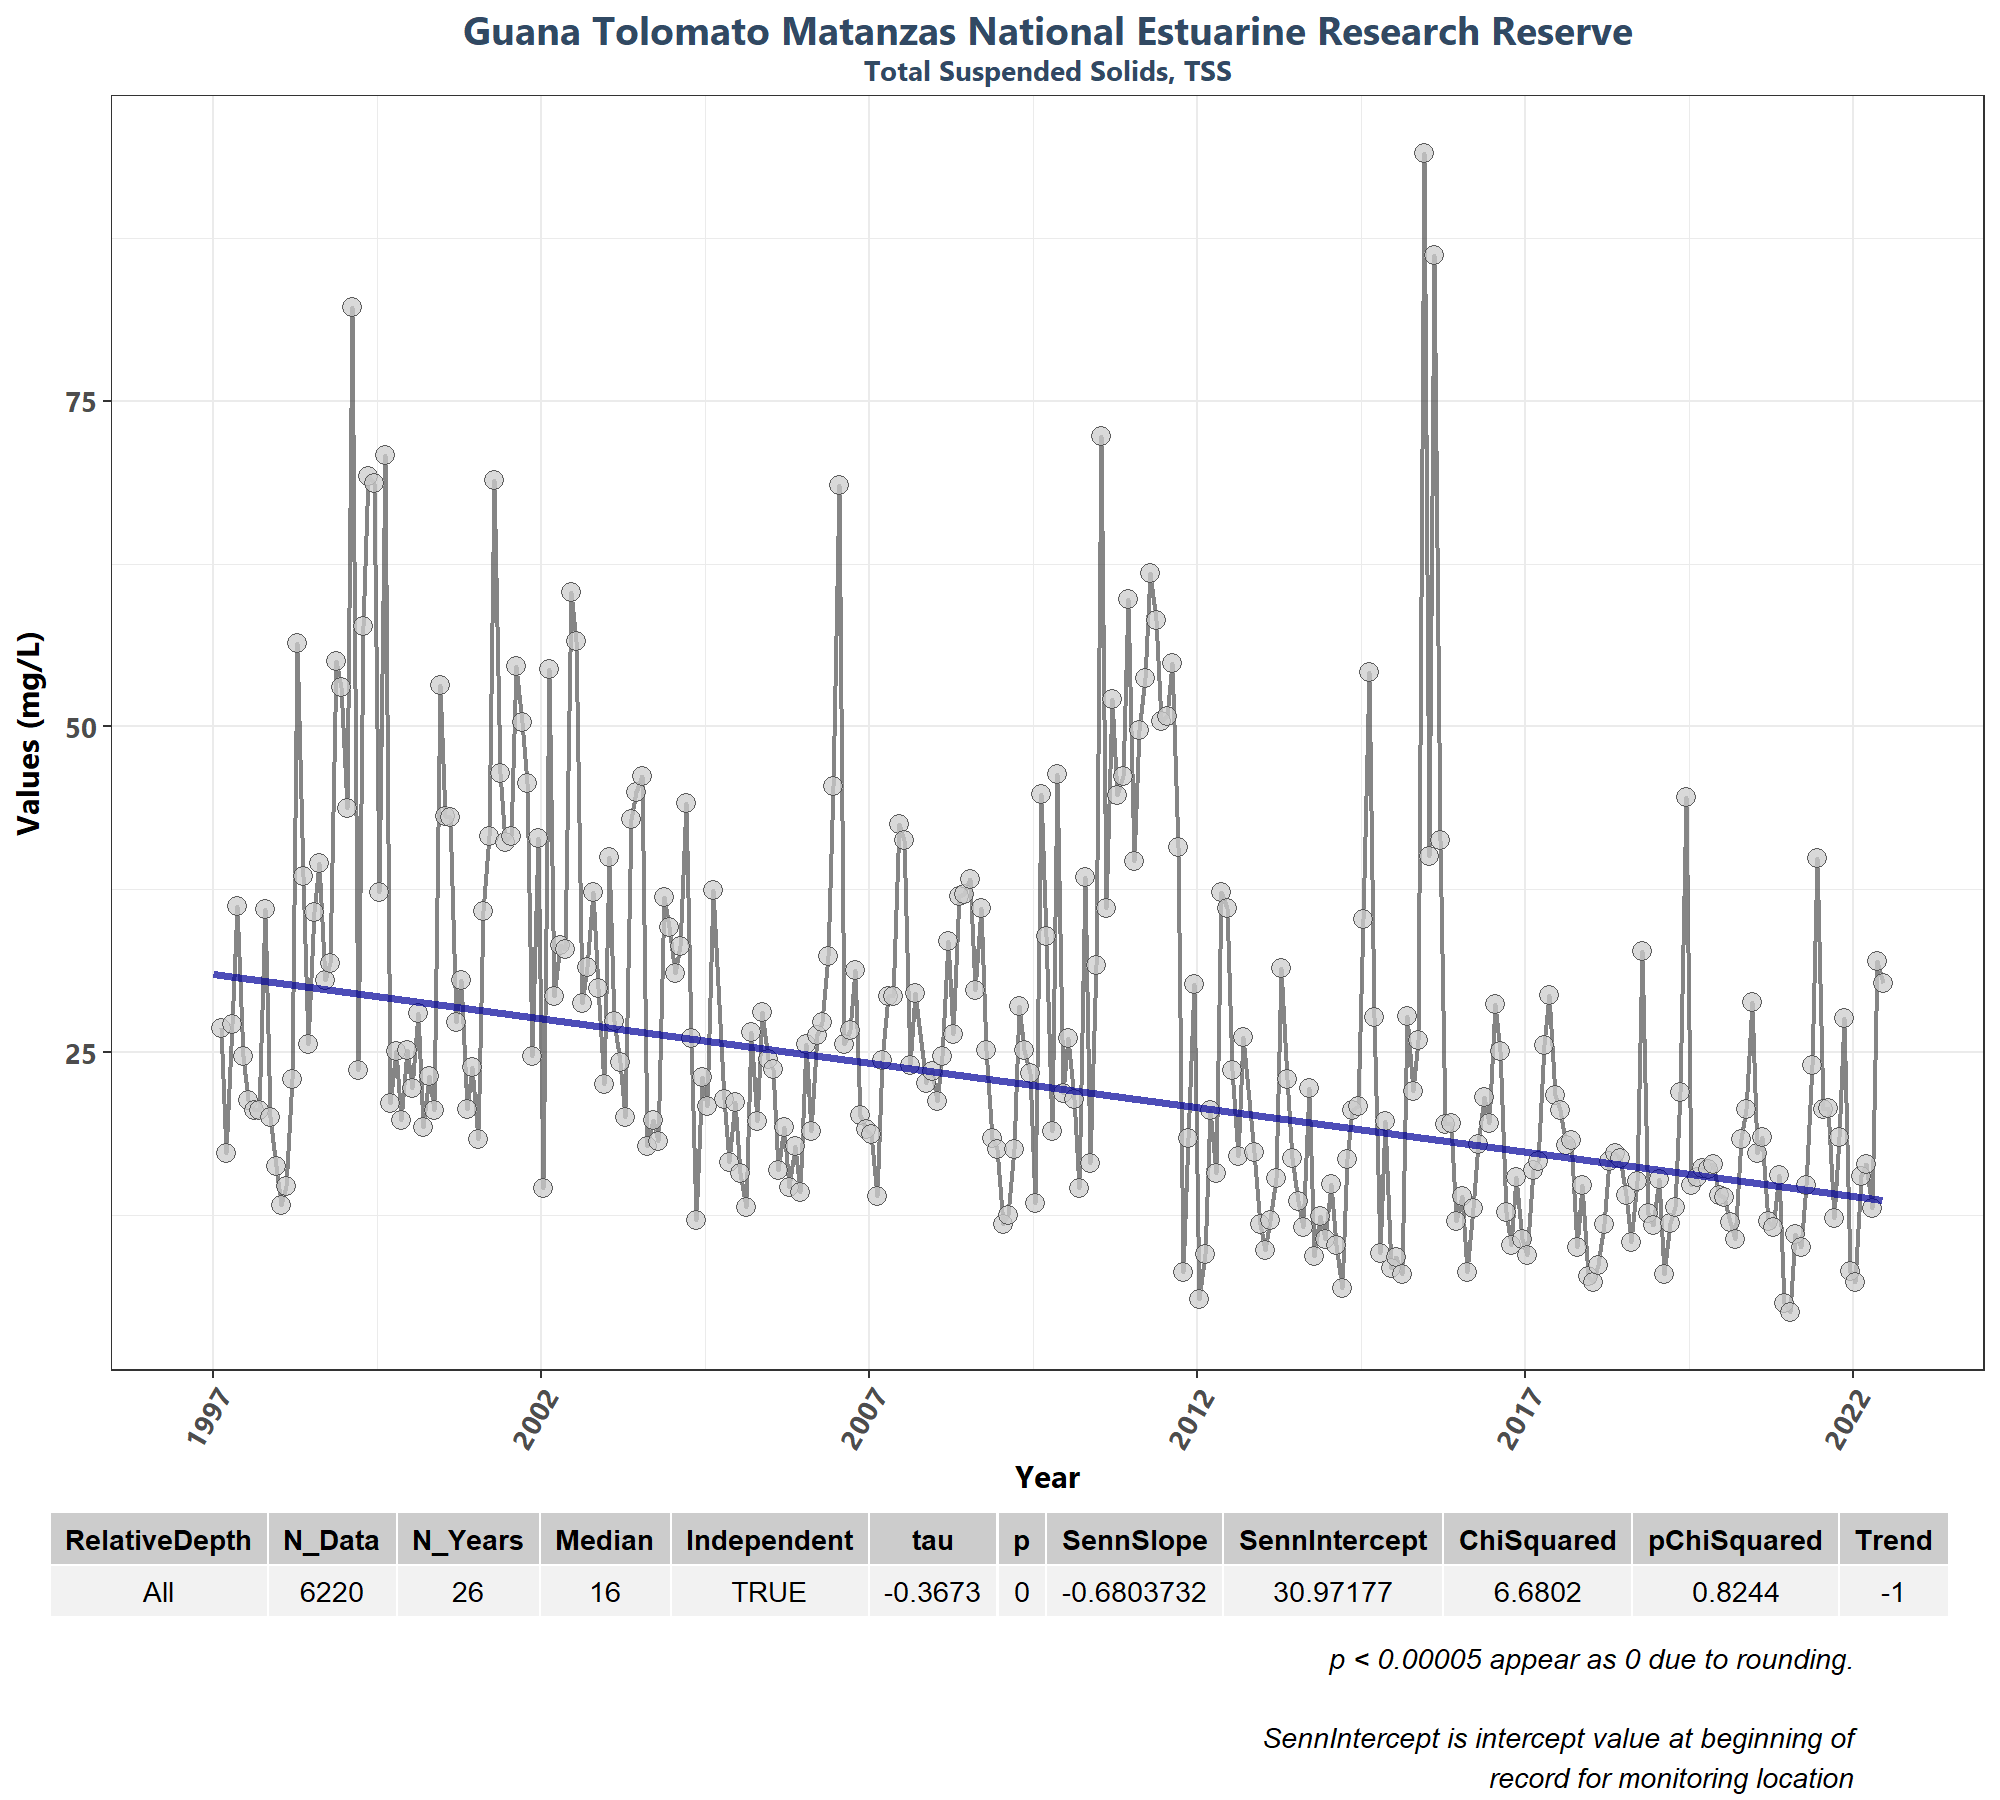 Guana Tolomato Matanzas National Estuarine Research Reserve
Total Suspended Solids, TSS
Values (mg/L)
75
50
25
1997
2002
2007
2012
2017
2022
Year
RelativeDepth N_Data N_Years Median Independent tau p SennSlope SennIntercept ChiSquared pChiSquared Trend
All 6220 26 16 TRUE -0.3673 0 -0.6803732 30.97177 6.6802 0.8244 -1
p < 0.00005 appear as 0 due to rounding.
SennIntercept is intercept value at beginning of
record for monitoring location